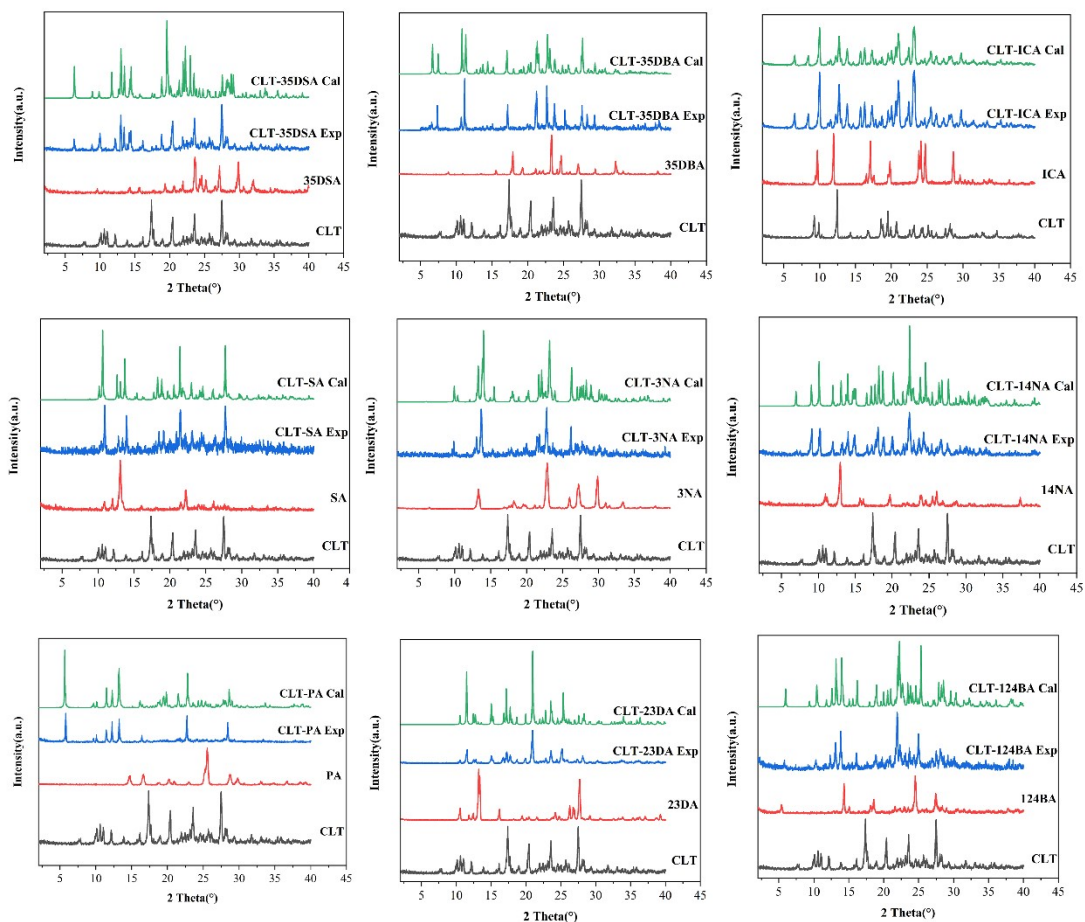 CLT-35DSA Cal
CLT-35DSA Exp
35DSA
CLT
Intensity(a.u.)
5 10 15 20 25 30 35 40 45
2 Theta(°)
CLT-35DBA Cal
CLT-35DBA Exp
35DBA
CLT
Intensity(a.u.)
5 10 15 20 25 30 35 40 45
2 Theta(°)
CLT-ICA Cal
CLT-ICA Exp
ICA
CLT
Intensity(a.u.)
5 10 15 20 25 30 35 40 45
2 Theta(°)
CLT-SA Cal
CLT-SA Exp
SA
CLT
Intensity(a.u.)
5 10 15 20 25 30 35 40 4
2 Theta(°)
CLT-3NA Cal
CLT-3NA Exp
3NA
CLT
Intensity(a.u.)
5 10 15 20 25 30 35 40 45
2 Theta(°)
CLT-14NA Cal
CLT-14NA Exp
14NA
CLT
Intensity(a.u.)
5 10 15 20 25 30 35 40 45
2 Theta(°)
CLT-PA Cal
CLT-PA Exp
PA
CLT
Intensity(a.u.)
5 10 15 20 25 30 35 40 45
2 Theta(°)
CLT-23DA Cal
CLT-23DA Exp
23DA
CLT
Intensity(a.u.)
5 10 15 20 25 30 35 40 45
2 Theta(°)
CLT-124BA Cal
CLT-124BA Exp
124BA
CLT
Intensity(a.u.)
5 10 15 20 25 30 35 40 45
2 Theta(°)